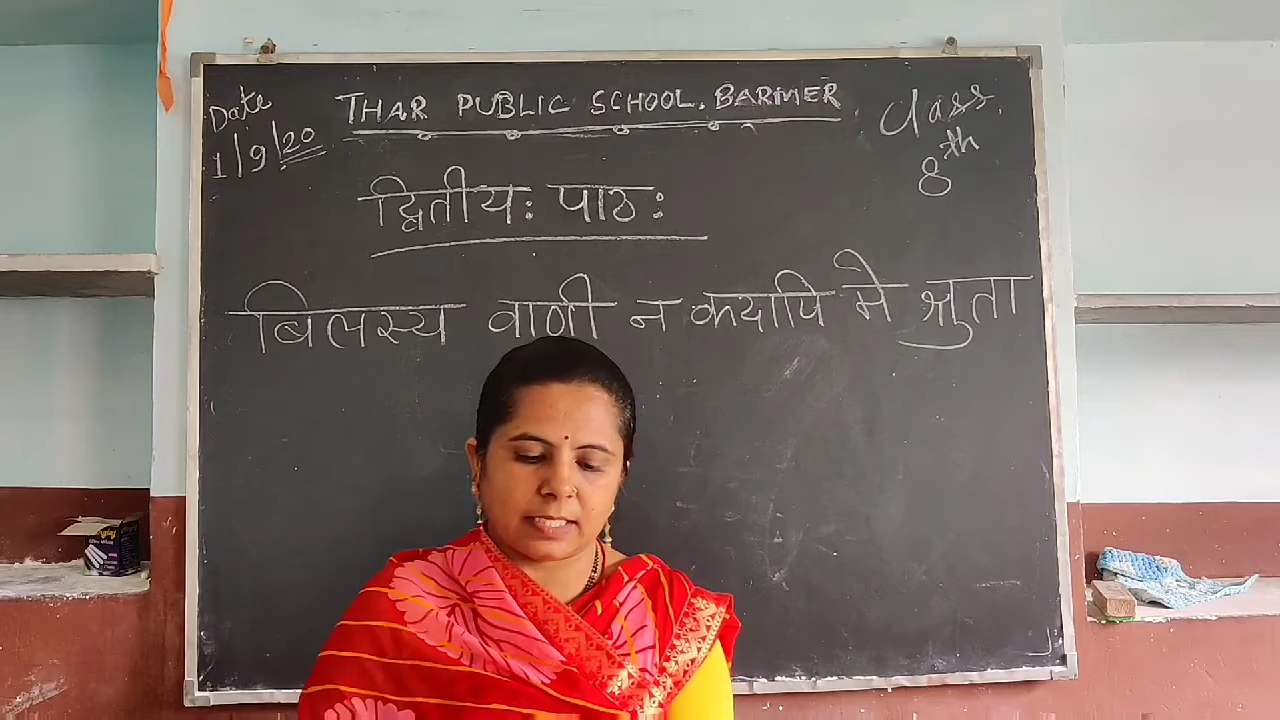 Date
1/9/20
THAR PUBLIC SCHOOL. BARMER
Class
8th
द्वितीयः पाठः
बिलस्य वाणी न कदापि मे श्रुता